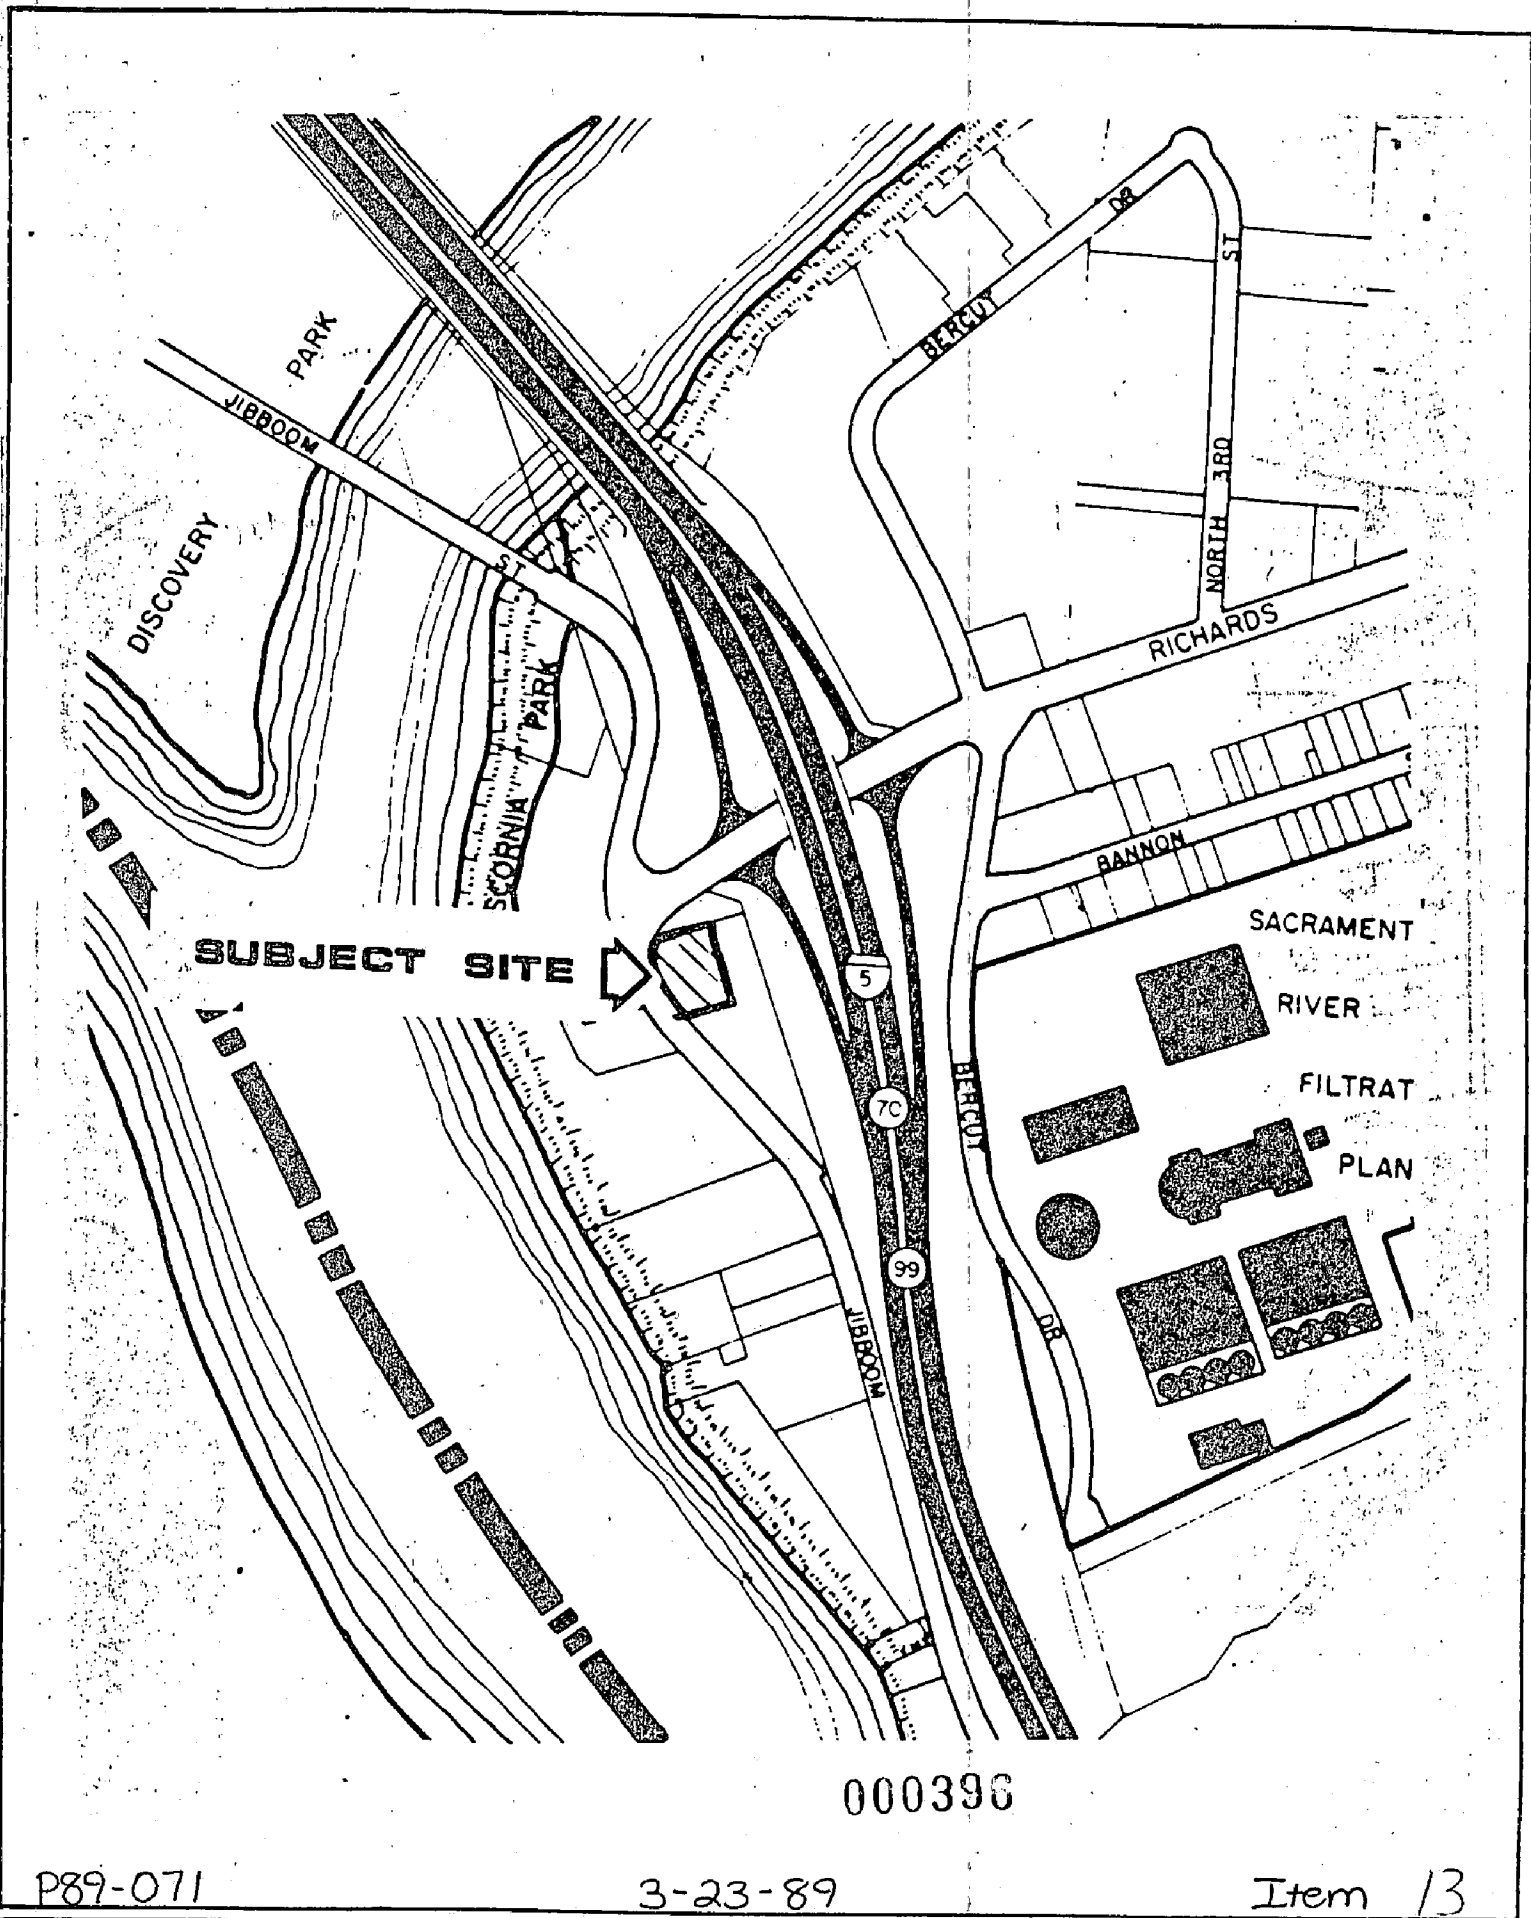 DR
ST
BERCUT
PARK
JIBBOOM
3RD
NORTH
DISCOVERY
ST
RICHARDS
PARK
BANNON
SCORNIA
SACRAMENT
SUBJECT SITE
5
RIVER
BERCUT
FILTRAT
70
PLAN
99
DR
JIBBOOM
000396
P89-071
3-23-89
Item 13